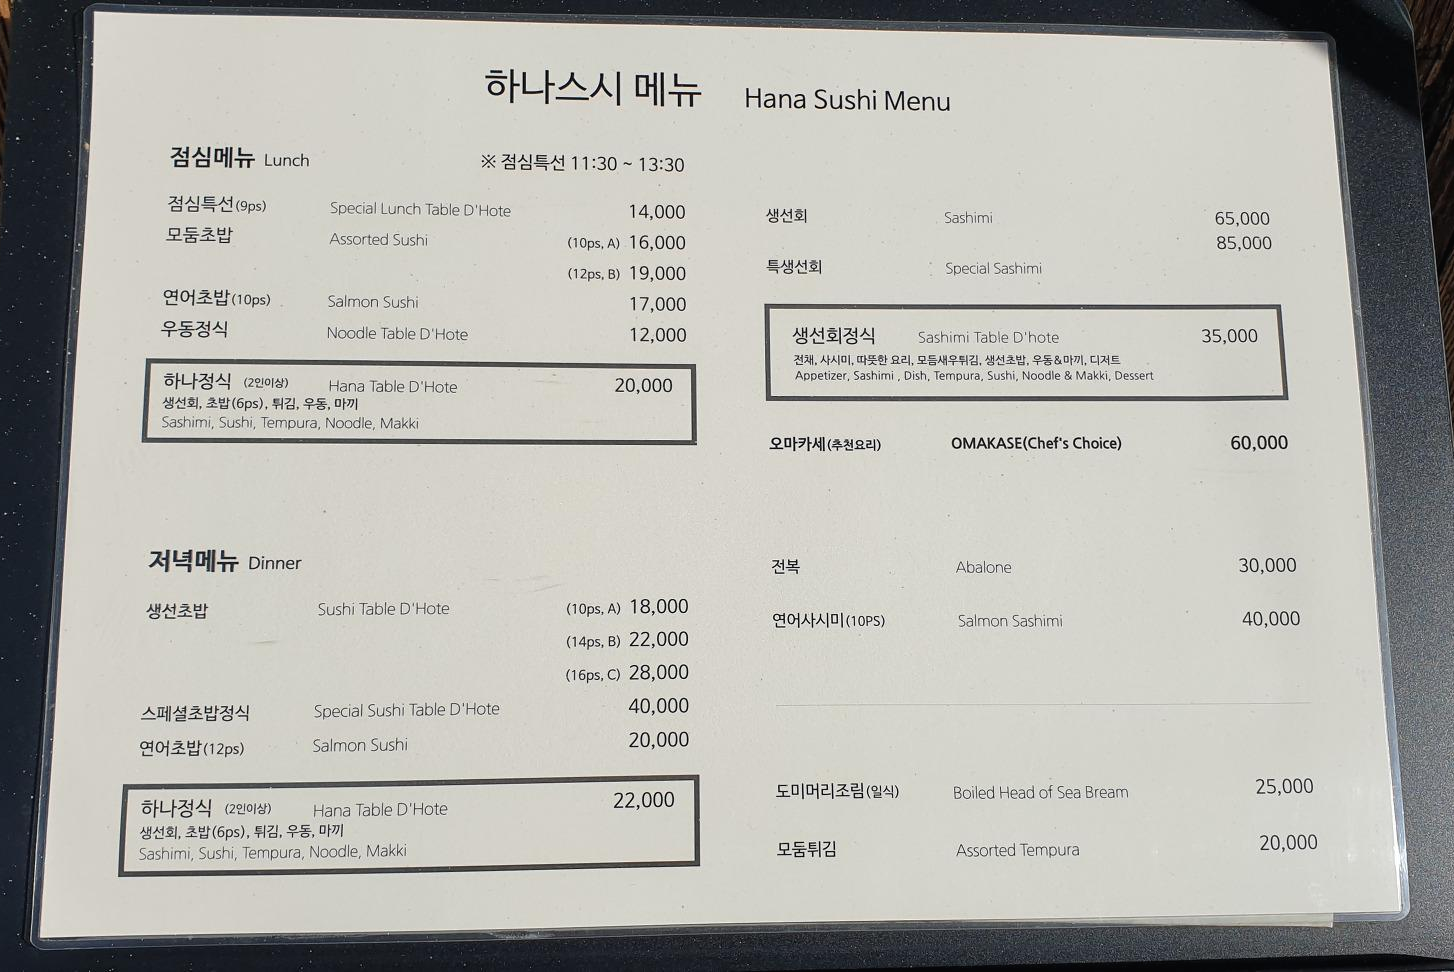 하나스시 메뉴 Hana Sushi Menu
점심메뉴 Lunch ※ 점심특선 11:30 ~ 13:30
점심특선(9ps) Special Lunch Table D'Hote 14,000
모둠초밥 Assorted Sushi (10ps, A) 16,000
(12ps, B) 19,000
연어초밥(10ps) Salmon Sushi 17,000
우동정식 Noodle Table D'Hote 12,000
하나정식 (2인이상) Hana Table D'Hote 20,000
생선회, 초밥(6ps), 튀김, 우동, 마끼
Sashimi, Sushi, Tempura, Noodle, Makki
저녁메뉴 Dinner
생선초밥 Sushi Table D'Hote (10ps, A) 18,000
(14ps, B) 22,000
(16ps, C) 28,000
스페셜초밥정식 Special Sushi Table D'Hote 40,000
연어초밥(12ps) Salmon Sushi 20,000
하나정식 (2인이상) Hana Table D'Hote 22,000
생선회, 초밥(6ps), 튀김, 우동, 마끼
Sashimi, Sushi, Tempura, Noodle, Makki
생선회 Sashimi 65,000
85,000
특생선회 Special Sashimi
생선회정식 Sashimi Table D'hote 35,000
전채, 사시미, 따뜻한 요리, 모듬새우튀김, 생선초밥, 우동&마끼, 디저트
Appetizer, Sashimi , Dish, Tempura, Sushi, Noodle & Makki, Dessert
오마카세(추천요리) OMAKASE(Chef's Choice) 60,000
전복 Abalone 30,000
연어사시미(10PS) Salmon Sashimi 40,000
도미머리조림(일식) Boiled Head of Sea Bream 25,000
모둠튀김 Assorted Tempura 20,000